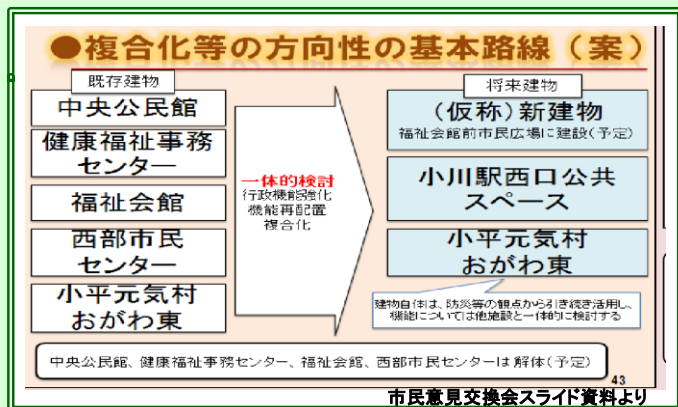 ●複合化等の方向性の基本路線（案）
既存建物
中央公民館
健康福祉事務
センター
福祉会館
西部市民
センター
小平元気村
おがわ東
一体的検討
行政機能強化
機能再配置
複合化
将来建物
(仮称)新建物
福祉会館前市民広場に建設(予定)
小川駅西口公共
スペース
小平元気村
おがわ東
建物自体は、防災等の観点から引き続き活用し、
機能については他施設と一体的に検討する
中央公民館、健康福祉事務センター、福祉会館、西部市民センターは解体(予定)
43
市民意見交換会スライド資料より